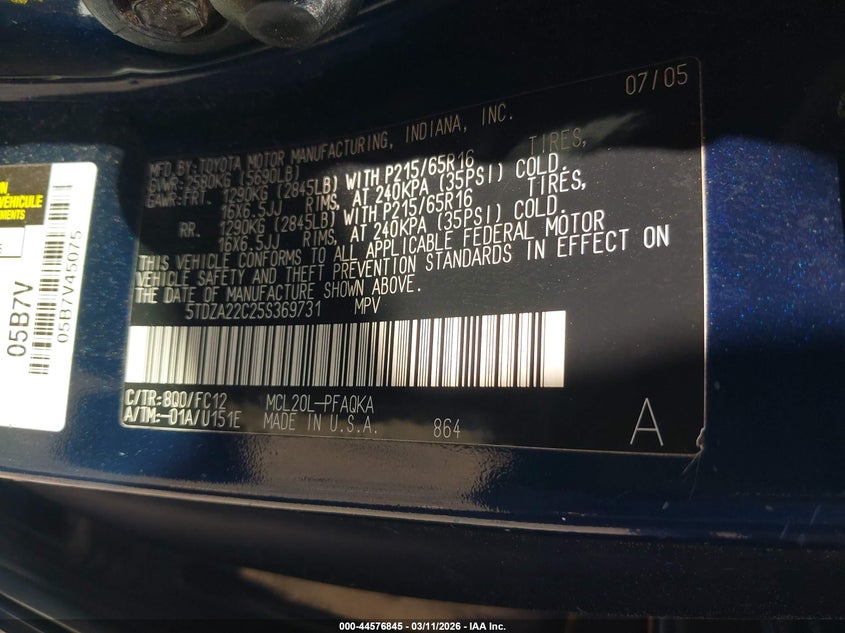 07/05
MFD.BY:TOYOTA MOTOR MANUFACTURING, INDIANA, INC.
GVWR:2580KG (5690LB)
GAWR:FRT. 1290KG (2845LB) WITH P215/65R16 TIRES,
16X6.5JJ RIMS, AT 240KPA (35PSI) COLD.
RR. 1290KG (2845LB) WITH P215/65R16 TIRES,
16X6.5JJ RIMS, AT 240KPA (35PSI) COLD.
THIS VEHICLE CONFORMS TO ALL APPLICABLE FEDERAL MOTOR
VEHICLE SAFETY AND THEFT PREVENTION STANDARDS IN EFFECT ON
THE DATE OF MANUFACTURE SHOWN ABOVE.
5TDZA22C25S369731 MPV
C/TR:8Q0/FC12 MCL20L-PFAQKA
A/TM:-01A/U151E MADE IN U.S.A. 864 A
VÉHICULE
05B7V
05B7V45075
000-44576845 - 03/11/2026 - IAA Inc.